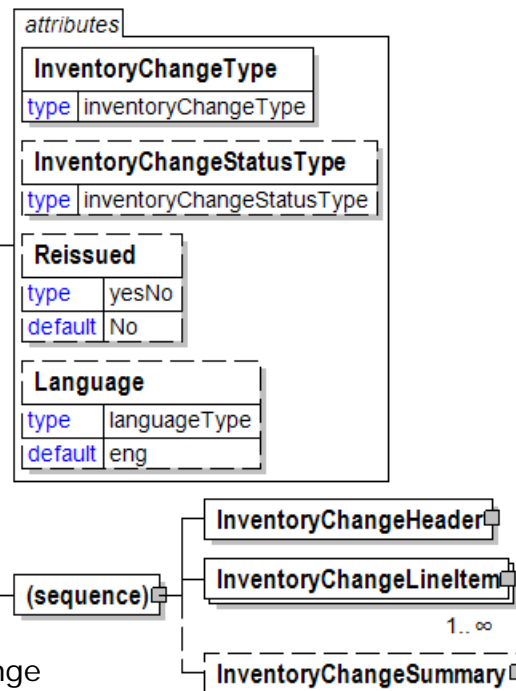 attributes
InventoryChangeType
type inventoryChangeType
InventoryChangeStatusType
type inventoryChangeStatusType
Reissued
type yesNo
default No
Language
type languageType
default eng
InventoryChangeHeader
(sequence)
InventoryChangeLineItem
1..∞
nge
InventoryChangeSummary